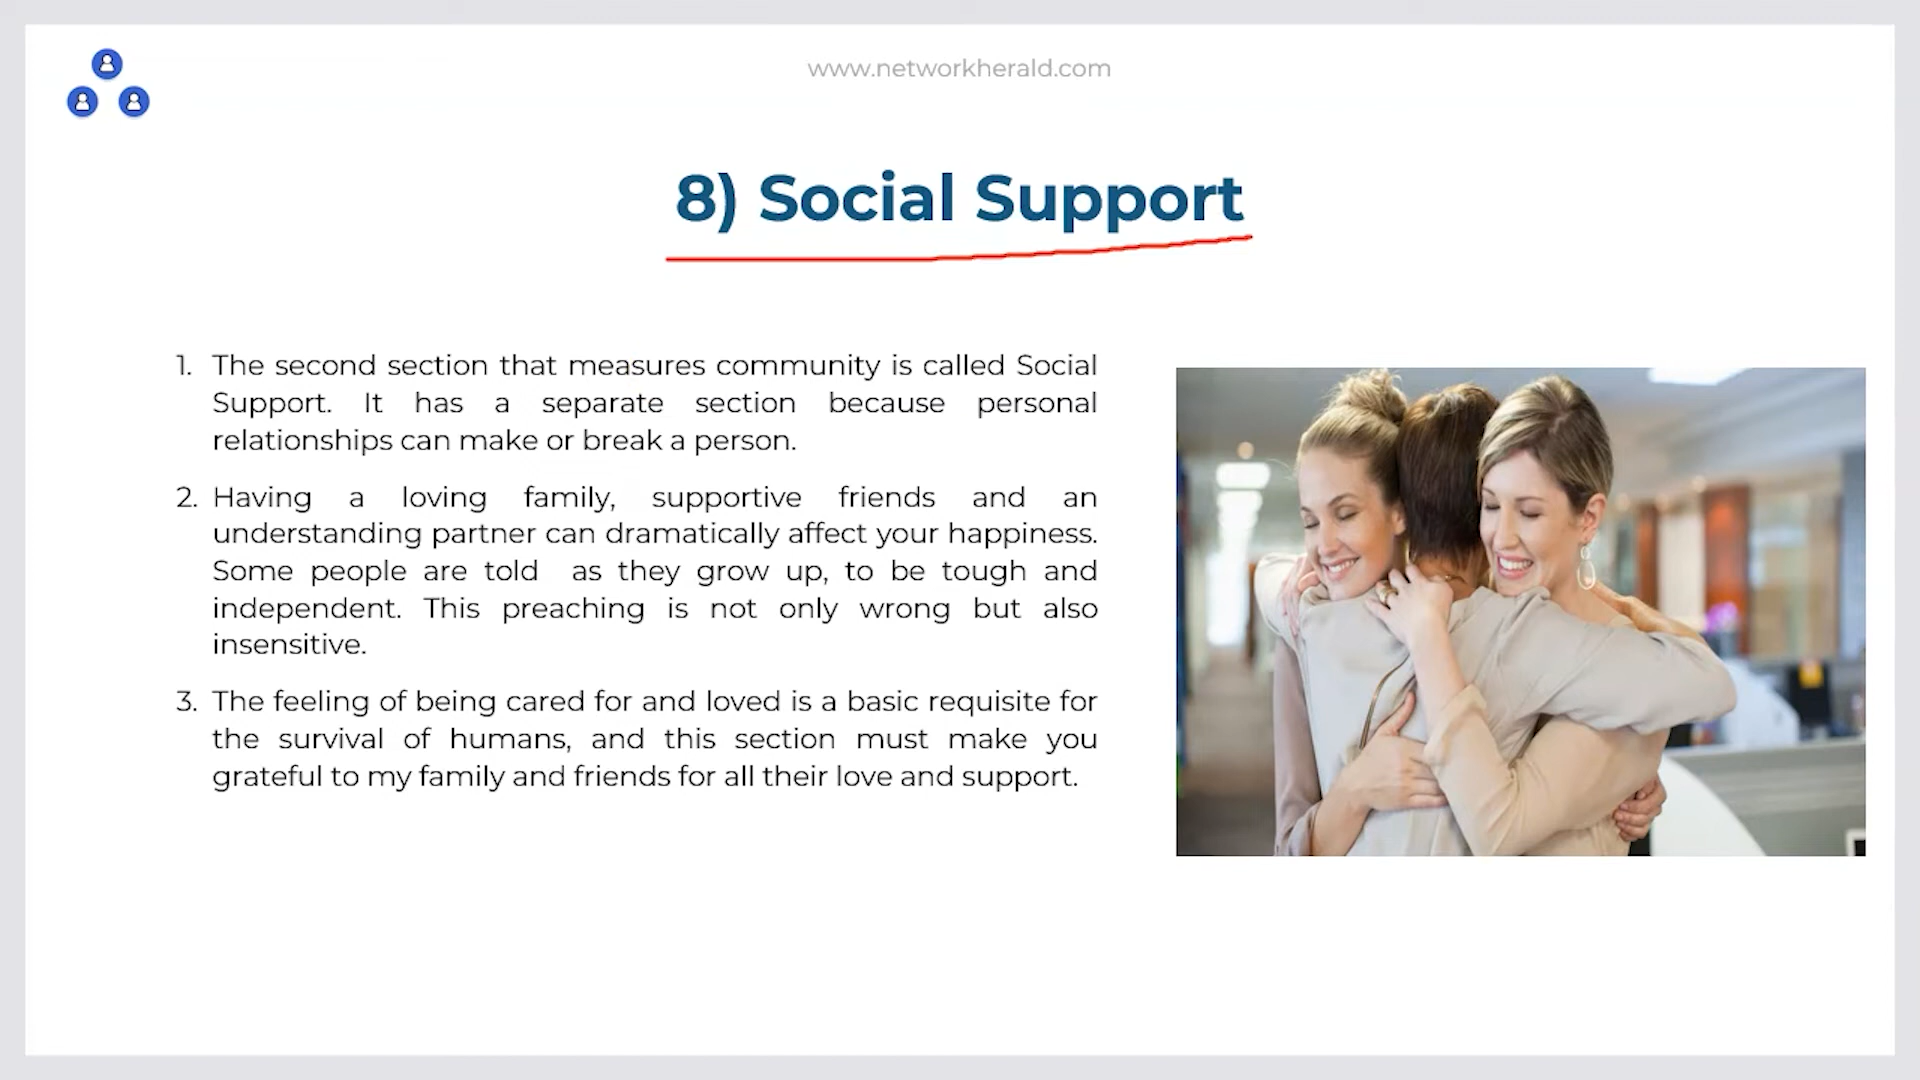 www.networkherald.com
8) Social Support
1. The second section that measures community is called Social
Support. It has a separate section because personal
relationships can make or break a person.
2. Having a loving family, supportive friends and an
understanding partner can dramatically affect your happiness.
Some people are told as they grow up, to be tough and
independent. This preaching is not only wrong but also
insensitive.
3. The feeling of being cared for and loved is a basic requisite for
the survival of humans, and this section must make you
grateful to my family and friends for all their love and support.